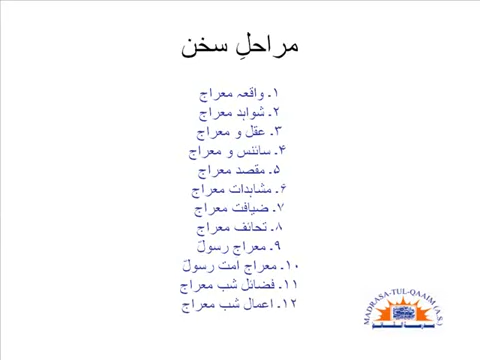 مراحلِ سخن
۱۔ واقعہ معراج
۲۔ شواہد معراج
۳۔ عقل و معراج
۴۔ سائنس و معراج
۵۔ مقصد معراج
۶۔ مشاہدات معراج
۷۔ ضیافت معراج
۸۔ تحائف معراج
۹۔ معراج رسولؐ
۱۰۔ معراج امت رسولؐ
۱۱۔ فضائل شب معراج
۱۲۔ اعمال شب معراج
MADRASA-TUL-QAAIM (A.S.)